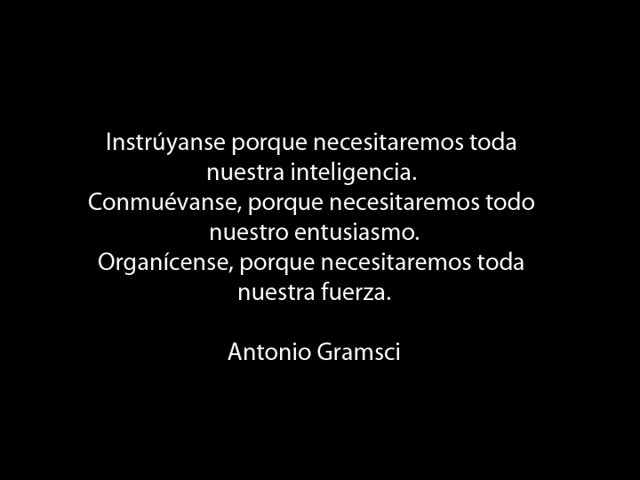 Instrúyanse porque necesitaremos toda
nuestra inteligencia.
Conmuévanse, porque necesitaremos todo
nuestro entusiasmo.
Organícense, porque necesitaremos toda
nuestra fuerza.
Antonio Gramsci